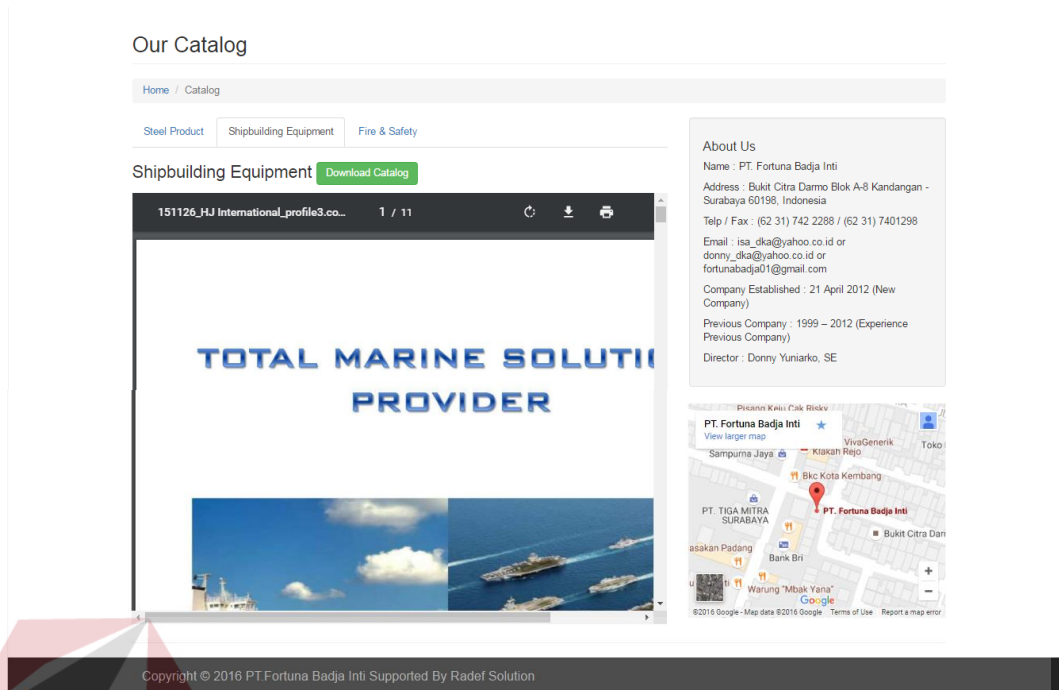 Our Catalog
Home / Catalog
Steel Product Shipbuilding Equipment Fire & Safety
Shipbuilding Equipment Download Catalog
151126_HJ International_profile3.co... 1 / 11
TOTAL MARINE SOLUTI
PROVIDER
About Us
Name : PT. Fortuna Badja Inti
Address : Bukit Citra Darmo Blok A-8 Kandangan -
Surabaya 60198, Indonesia
Telp / Fax : (62 31) 742 2288 / (62 31) 7401298
Email : isa_dka@yahoo.co.id or
donny_dka@yahoo.co.id or
fortunabadja01@gmail.com
Company Established : 21 April 2012 (New
Company)
Previous Company : 1999 – 2012 (Experience
Previous Company)
Director : Donny Yuniarko, SE
Pisang Keju Cak Risky
PT. Fortuna Badja Inti
View larger map
VivaGenerik
Toko
Sampurna Jaya
Klakah Rejo
Bkc Kota Kembang
PT. TIGA MITRA
SURABAYA
PT. Fortuna Badja Inti
Bukit Citra Dar
asakan Padang
Bank Bri
Warung "Mbak Yana"
Google
©2016 Google - Map data ©2016 Google Terms of Use Report a map error
Copyright © 2016 PT.Fortuna Badja Inti Supported By Radef Solution